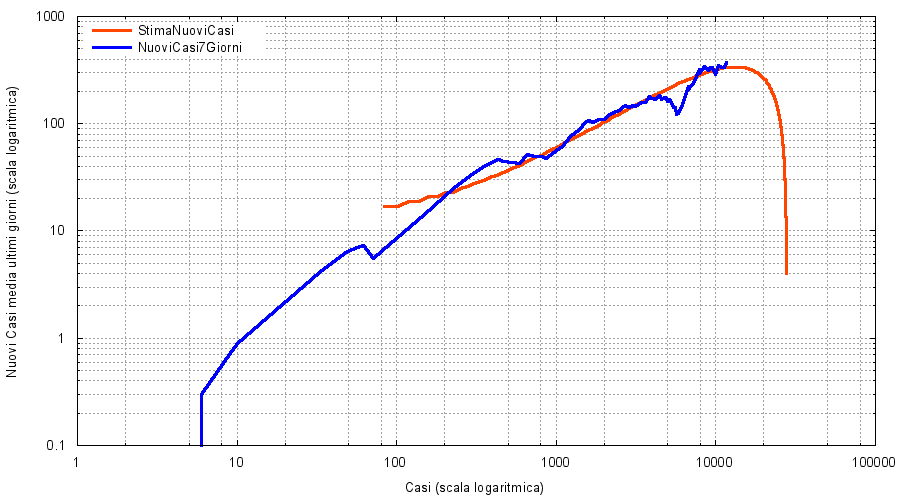 1000
100
10
1
0.1
StimaNuoviCasi
NuoviCasi7Giorni
Nuovi Casi media ultimi giorni (scala logaritmica)
1 10 100 1000 10000 100000
Casi (scala logaritmica)